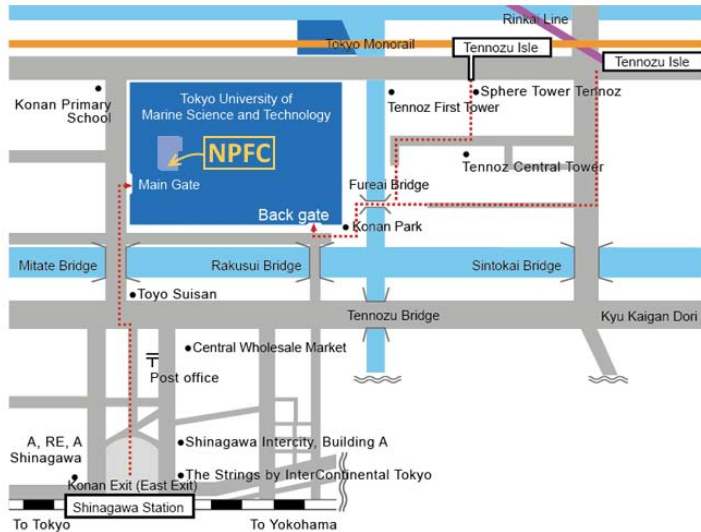 Rinkai Line
Tokyo Monorail
Tennozu Isle
Tennozu Isle
Konan Primary
School
Tokyo University of
Marine Science and Technology
Tennoz First Tower
Sphere Tower Tennoz
NPFC
Main Gate
Tennoz Central Tower
Fureai Bridge
Back gate
Konan Park
Mitate Bridge
Rakusui Bridge
Sintokai Bridge
Toyo Suisan
Tennozu Bridge
Kyu Kaigan Dori
Central Wholesale Market
〒
Post office
A, RE, A
Shinagawa
Shinagawa Intercity, Building A
The Strings by InterContinental Tokyo
Konan Exit (East Exit)
Shinagawa Station
To Tokyo
To Yokohama